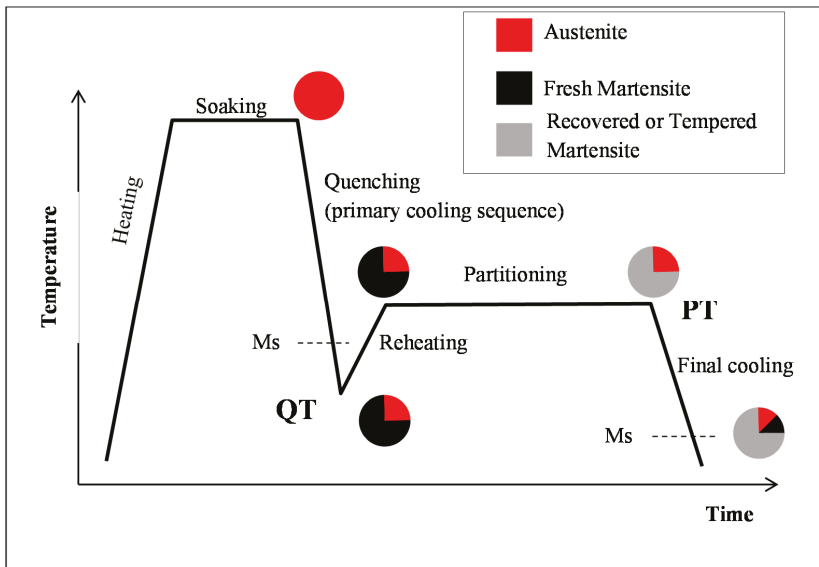 Austenite
Fresh Martensite
Recovered or Tempered
Martensite
Soaking
Heating
Quenching
(primary cooling sequence)
Temperature
Partitioning
PT
Ms
Reheating
Final cooling
QT
Ms
Time